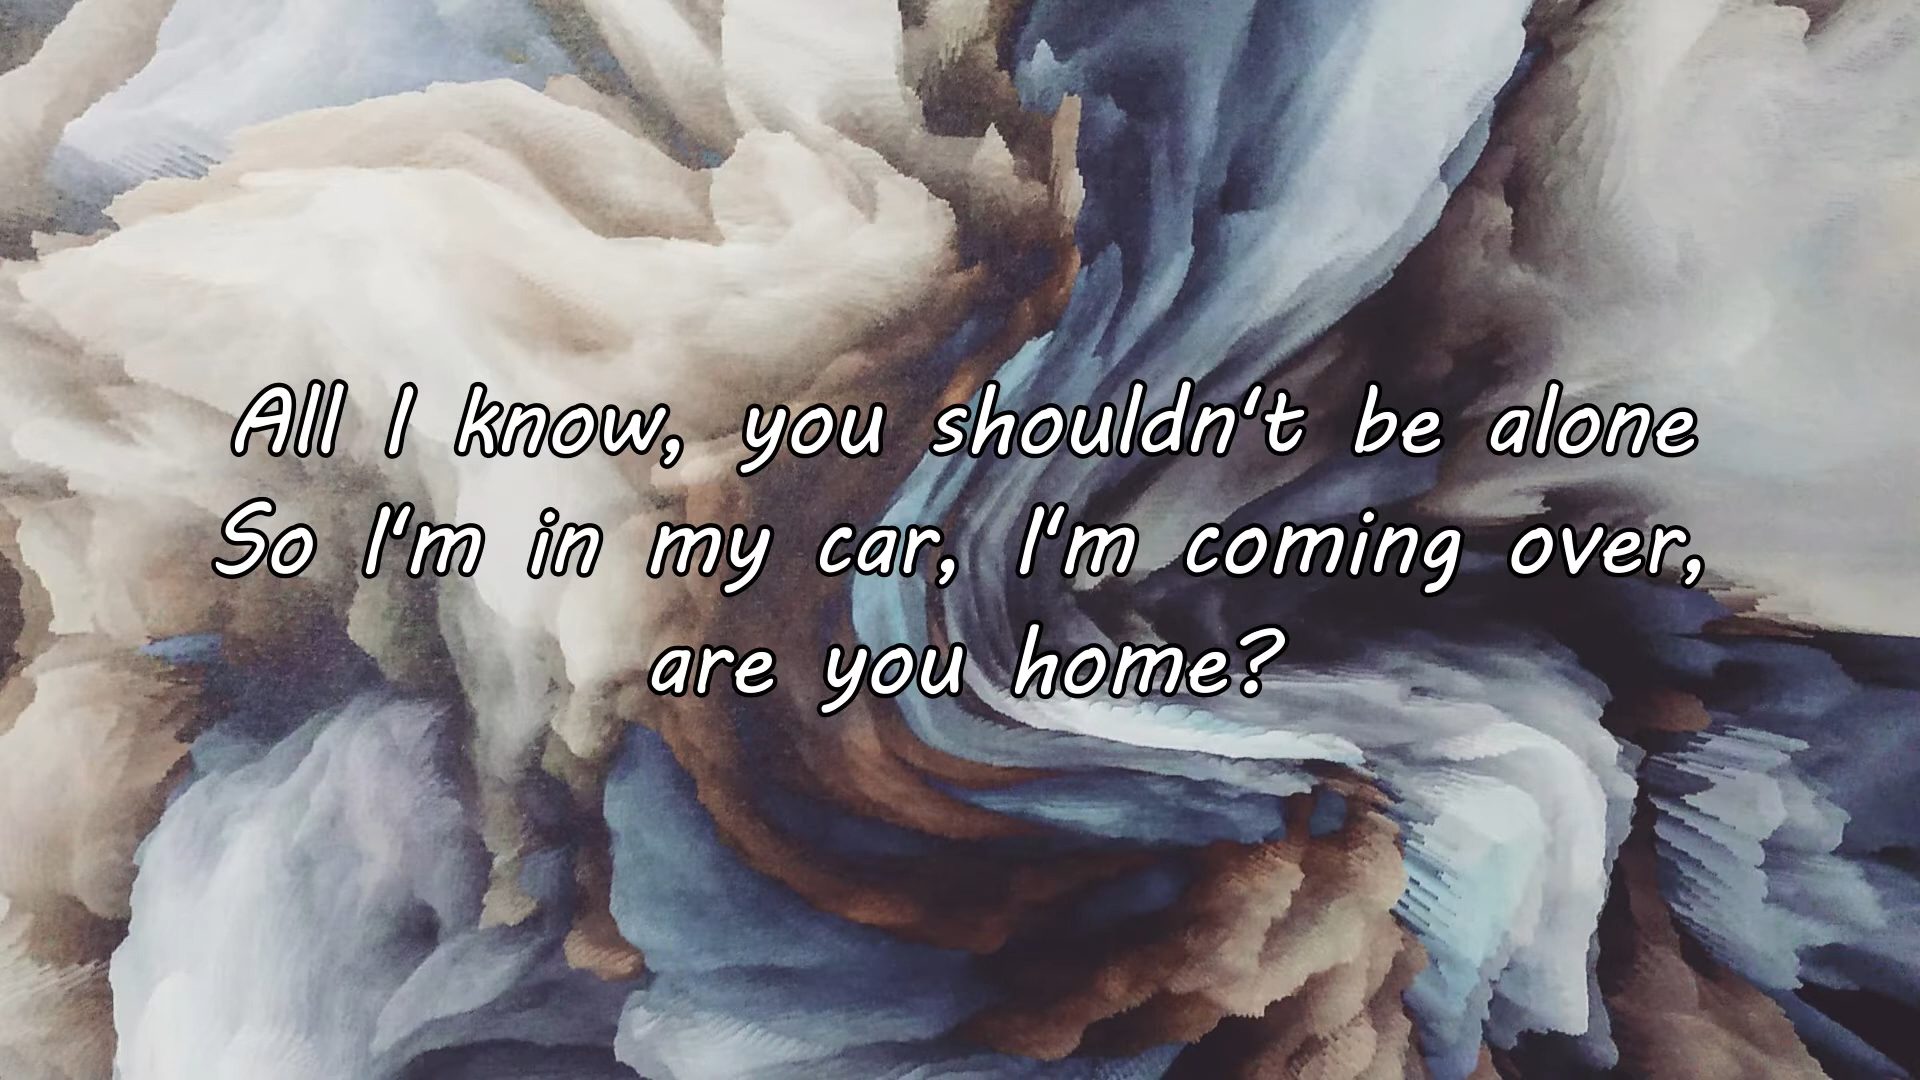 All I know, you shouldn't be alone
So I'm in my car, I'm coming over,
are you home?